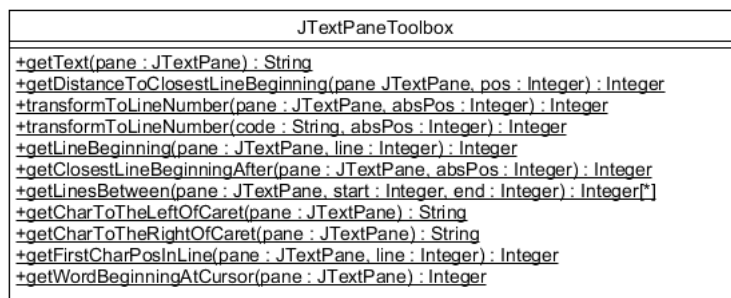 JTextPaneToolbox
+getText(pane : JTextPane) : String
+getDistanceToClosestLineBeginning(pane JTextPane, pos : Integer) : Integer
+transformToLineNumber(pane : JTextPane, absPos : Integer) : Integer
+transformToLineNumber(code : String, absPos : Integer) : Integer
+getLineBeginning(pane : JTextPane, line : Integer) : Integer
+getClosestLineBeginningAfter(pane : JTextPane, absPos : Integer) : Integer
+getLinesBetween(pane : JTextPane, start : Integer, end : Integer) : Integer[*]
+getCharToTheLeftOfCaret(pane : JTextPane) : String
+getCharToTheRightOfCaret(pane : JTextPane) : String
+getFirstCharPosInLine(pane : JTextPane, line : Integer) : Integer
+getWordBeginningAtCursor(pane : JTextPane) : Integer